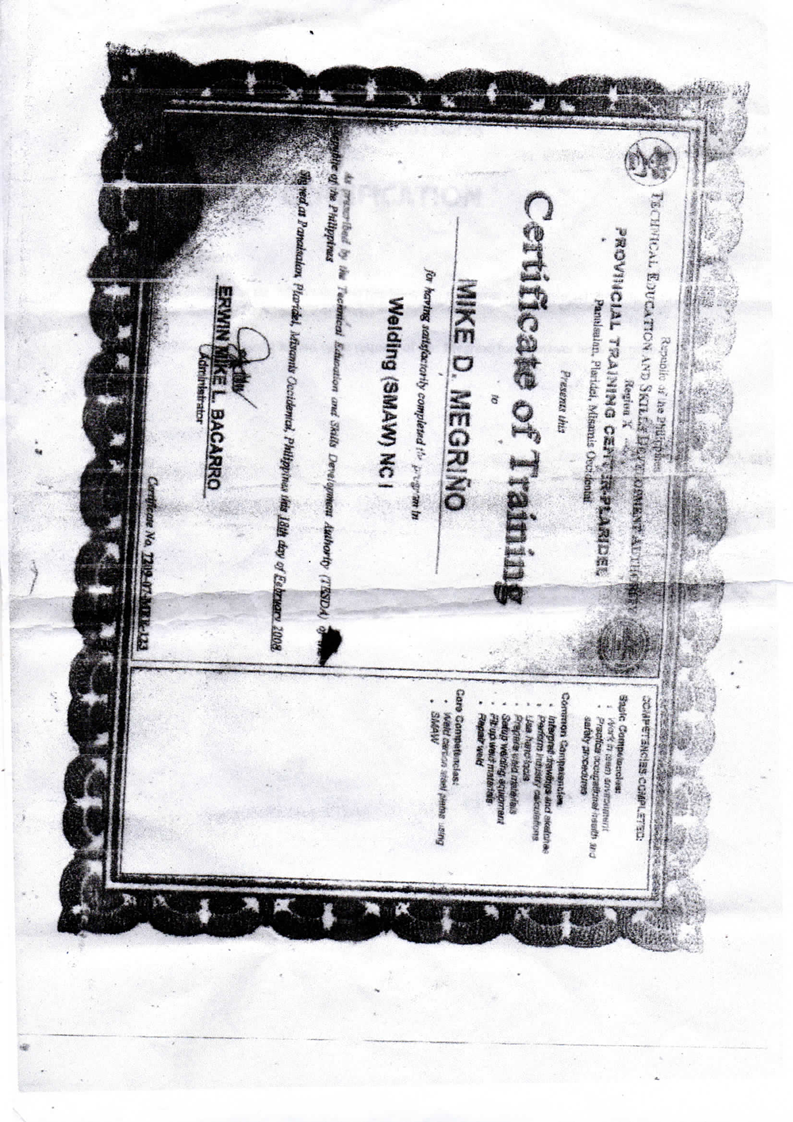 Republic of the Philippines
TECHNICAL EDUCATION AND SKILLS DEVELOPMENT AUTHORITY
Region X
PROVINCIAL TRAINING CENTER-PLARIDEL
Panalsalan, Plaridel, Misamis Occidental
Presents this
Certificate of Training
to
MIKE D. MEGRIÑO
for having satisfactorily completed the program in
Welding (SMAW) NC I
As prescribed by the Technical Education and Skills Development Authority (TESDA) of
Republic of the Philippines
Signed at Panalsalan, Plaridel, Misamis Occidental, Philippines this 18th day of February 2008
ERWIN MIKE L. BACARRO
Administrator
Certificate No.
COMPETENCIES COMPLETED:
Basic Competencies:
• Work in team environment
• Practice occupational health and
safety procedures
Common Competencies
• Interpret drawings and sketches
• Perform industry calculations
• Use hand tools
• Prepare weld materials
• Setup welding equipment
• Fit up weld materials
• Repair weld
Core Competencies:
• Weld carbon steel plates using
• SMAW